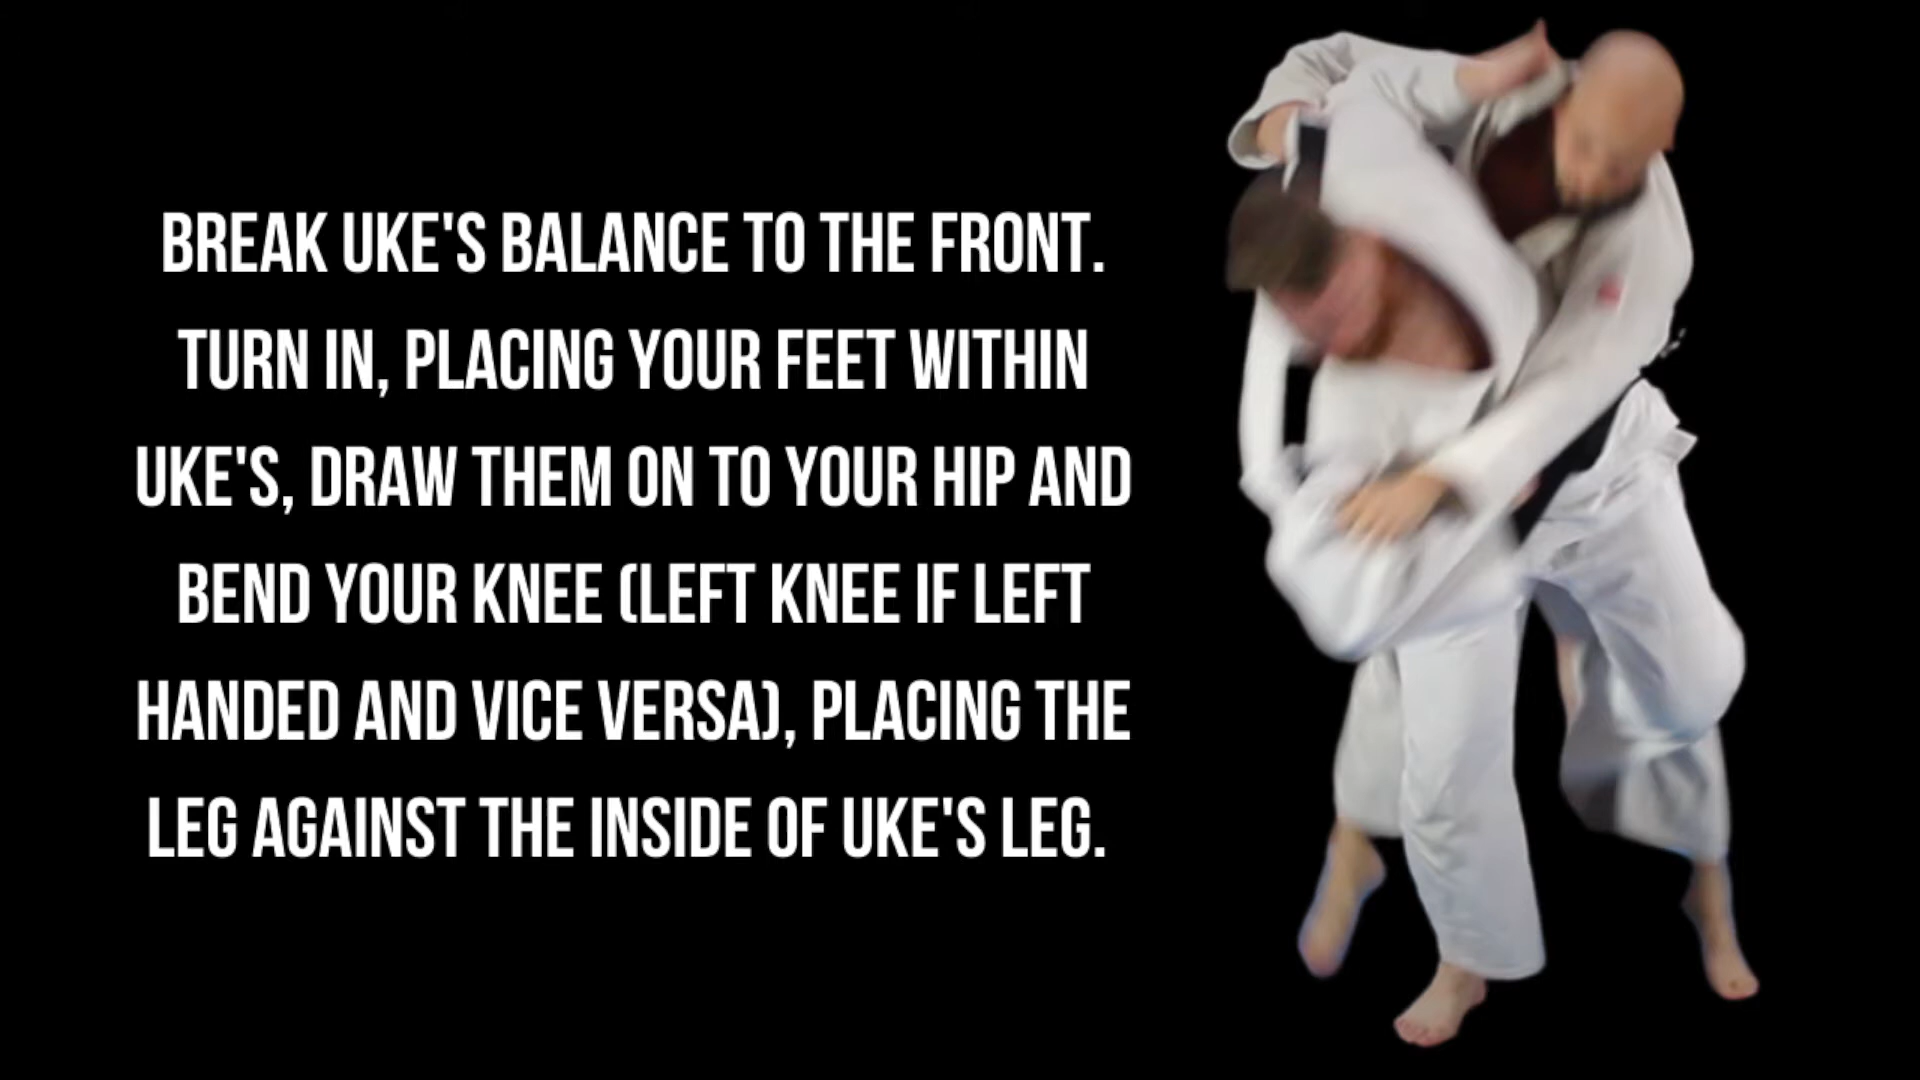 BREAK UKE'S BALANCE TO THE FRONT.
TURN IN, PLACING YOUR FEET WITHIN
UKE'S, DRAW THEM ON TO YOUR HIP AND
BEND YOUR KNEE (LEFT KNEE IF LEFT
HANDED AND VICE VERSA), PLACING THE
LEG AGAINST THE INSIDE OF UKE'S LEG.